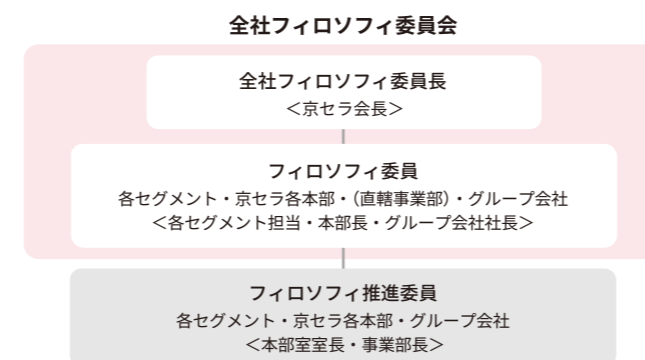 全社フィロソフィ委員会
全社フィロソフィ委員長
＜京セラ会長＞
フィロソフィ委員
各セグメント・京セラ各本部・（直轄事業部）・グループ会社
＜各セグメント担当・本部長・グループ会社社長＞
フィロソフィ推進委員
各セグメント・京セラ各本部・グループ会社
＜本部室室長・事業部長＞